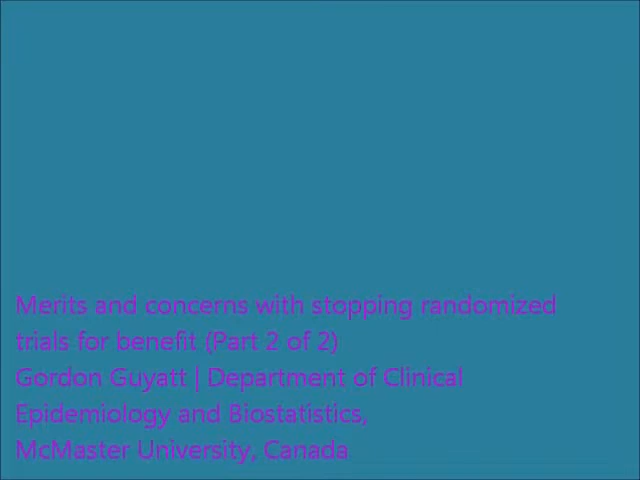 Merits and concerns with stopping randomized
trials for benefit (Part 2 of 2)
Gordon Guyatt | Department of Clinical
Epidemiology and Biostatistics,
McMaster University, Canada